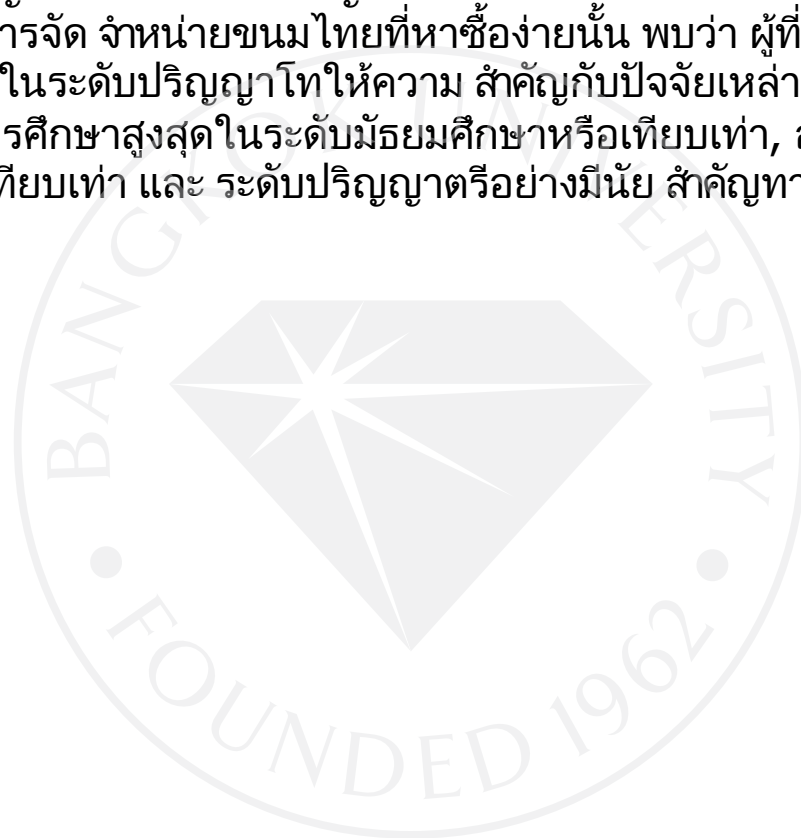 ารจัด จำหน่ายขนมไทยที่หาซื้อง่ายนั้น พบว่า ผู้ที่
ในระดับปริญญาโทให้ความ สำคัญกับปัจจัยเหล่า
รศึกษาสูงสุดในระดับมัธยมศึกษาหรือเทียบเท่า,
ทียบเท่า และ ระดับปริญญาตรีอย่างมีนัย สำคัญทา
BANGKOK UNIVERSITY
FOUNDED 1962